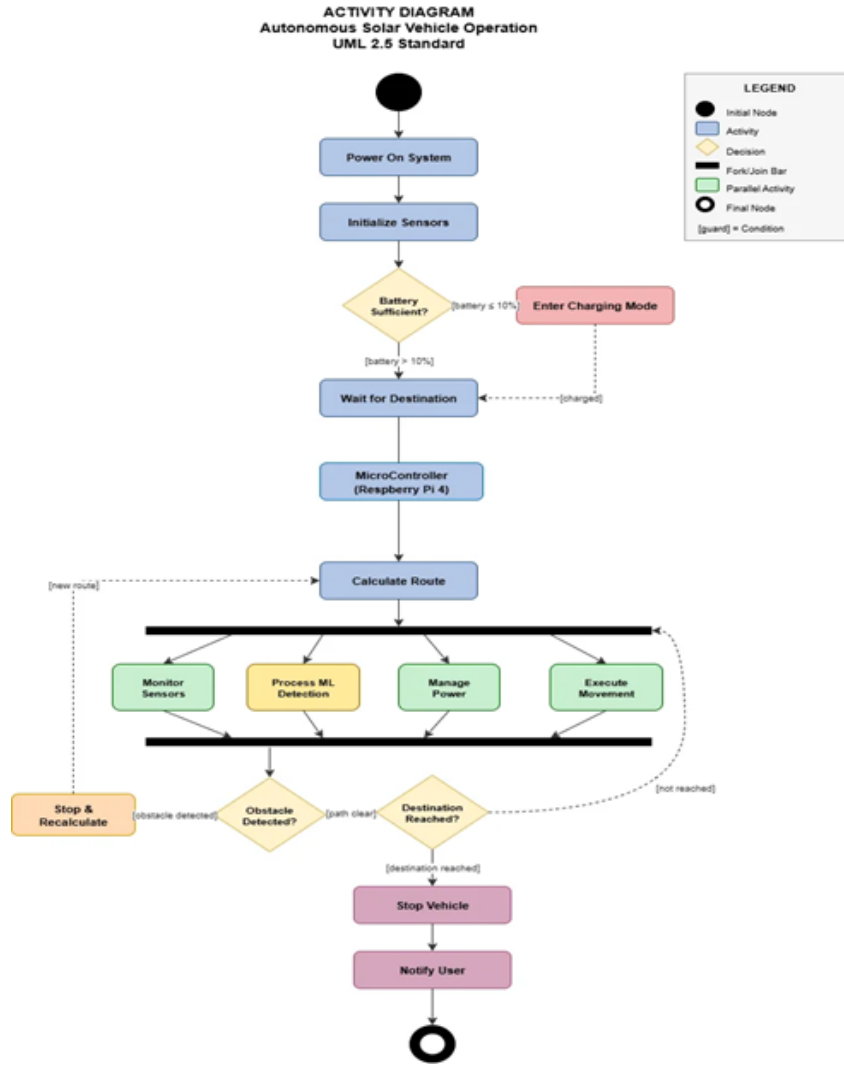 ACTIVITY DIAGRAM
Autonomous Solar Vehicle Operation
UML 2.5 Standard
LEGEND
Initial Node
Activity
Decision
Fork/Join Bar
Parallel Activity
Final Node
[guard] = Condition
Power On System
Initialize Sensors
Battery
Sufficient?
[battery ≤ 10%]
Enter Charging Mode
[battery > 10%]
Wait for Destination
[charged]
MicroController
(Respberry Pi 4)
[new route]
Calculate Route
Monitor
Sensors
Process ML
Detection
Manage
Power
Execute
Movement
Stop &
Recalculate
[obstacle detected]
Obstacle
Detected?
[path clear]
Destination
Reached?
[not reached]
[destination reached]
Stop Vehicle
Notify User